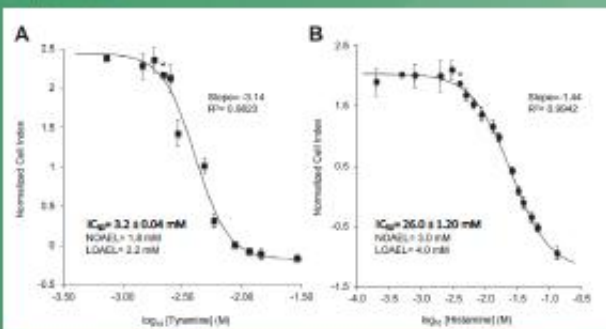 A
2.5
2
1.5
1
0.5
0
-0.5
-3.50
-3.00
-2.50
-2.00
-1.50
Normalized Cell Index
log₁₀ [Tyramine] (M)
Slope= -3.14
IC₅₀= 3.2 ± 0.04 mM
NOAEL= 1.8 mM
LOAEL= 2.2 mM
B
2.5
1.5
0.5
-0.5
-1.5
-4.0
-3.5
-3.0
-2.5
-2.0
-1.5
-1.0
-0.5
Normalized Cell Index
log₁₀ [Histamine] (M)
Slope= -1.44
R²= 0.9942
IC₅₀= 26.0 ± 1.20 mM
NOAEL= 3.0 mM
LOAEL= 4.0 mM